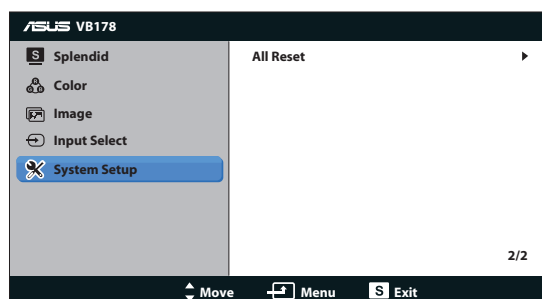 ASUS VB178
S Splendid
Color
Image
Input Select
System Setup
All Reset
2/2
Move Menu S Exit